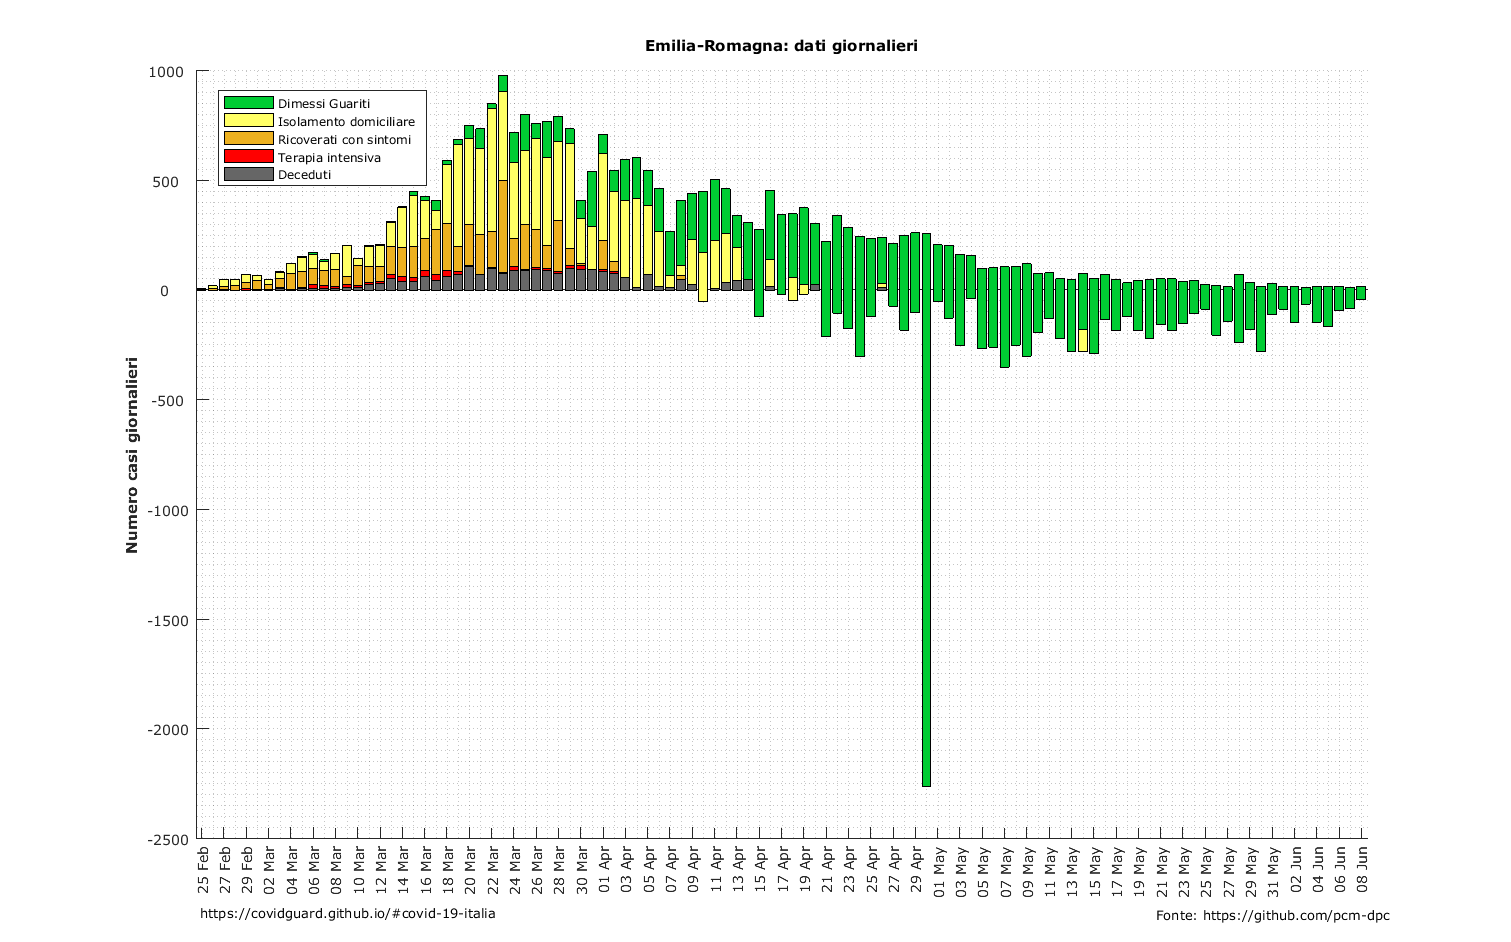 Emilia-Romagna: dati giornalieri
1000
500
0
-500
-1000
-1500
-2000
-2500
Numero casi giornalieri
Dimessi Guariti
Isolamento domiciliare
Ricoverati con sintomi
Terapia intensiva
Deceduti
25 Feb
27 Feb
29 Feb
02 Mar
04 Mar
06 Mar
08 Mar
10 Mar
12 Mar
14 Mar
16 Mar
18 Mar
20 Mar
22 Mar
24 Mar
26 Mar
28 Mar
30 Mar
01 Apr
03 Apr
05 Apr
07 Apr
09 Apr
11 Apr
13 Apr
15 Apr
17 Apr
19 Apr
21 Apr
23 Apr
25 Apr
27 Apr
29 Apr
01 May
03 May
05 May
07 May
09 May
11 May
13 May
15 May
17 May
19 May
21 May
23 May
25 May
27 May
29 May
31 May
02 Jun
04 Jun
06 Jun
08 Jun
https://covidguard.github.io/#covid-19-italia
Fonte: https://github.com/pcm-dpc